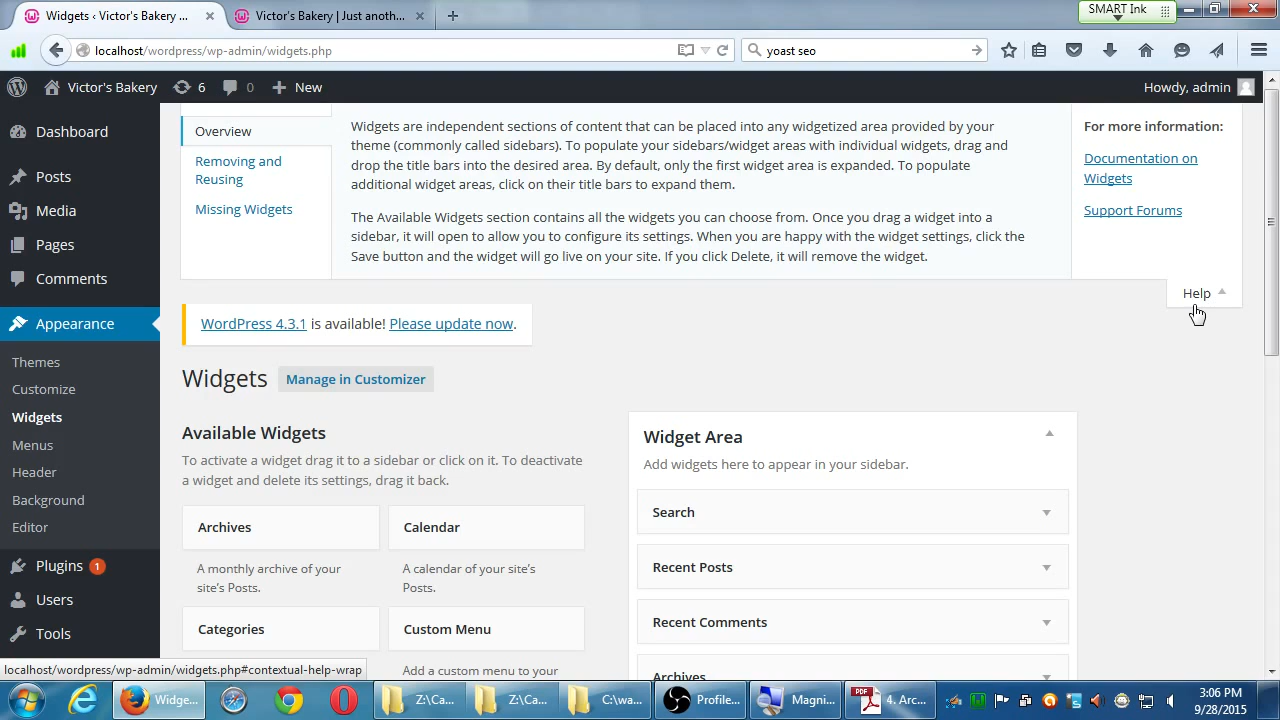 Widgets ‹ Victor's Bakery ...
Victor's Bakery | Just anoth...
SMART Ink
localhost/wordpress/wp-admin/widgets.php
yoast seo
Victor's Bakery
6
0
New
Howdy, admin
Dashboard
Posts
Media
Pages
Comments
Appearance
Themes
Customize
Widgets
Menus
Header
Background
Editor
Plugins 1
Users
Tools
Overview
Removing and
Reusing
Missing Widgets
Widgets are independent sections of content that can be placed into any widgetized area provided by your
theme (commonly called sidebars). To populate your sidebars/widget areas with individual widgets, drag and
drop the title bars into the desired area. By default, only the first widget area is expanded. To populate
additional widget areas, click on their title bars to expand them.
The Available Widgets section contains all the widgets you can choose from. Once you drag a widget into a
sidebar, it will open to allow you to configure its settings. When you are happy with the widget settings, click the
Save button and the widget will go live on your site. If you click Delete, it will remove the widget.
For more information:
Documentation on
Widgets
Support Forums
Help
WordPress 4.3.1 is available! Please update now.
Widgets
Manage in Customizer
Available Widgets
To activate a widget drag it to a sidebar or click on it. To deactivate
a widget and delete its settings, drag it back.
Archives
A monthly archive of your
site's Posts.
Calendar
A calendar of your site's
Posts.
Categories
Custom Menu
Add a custom menu to your
Widget Area
Add widgets here to appear in your sidebar.
Search
Recent Posts
Recent Comments
Archives
localhost/wordpress/wp-admin/widgets.php#contextual-help-wrap
Widge...
Z:\Ca...
Z:\Ca...
C:\wa...
Profile...
Magni...
4. Arc...
3:06 PM
9/28/2015